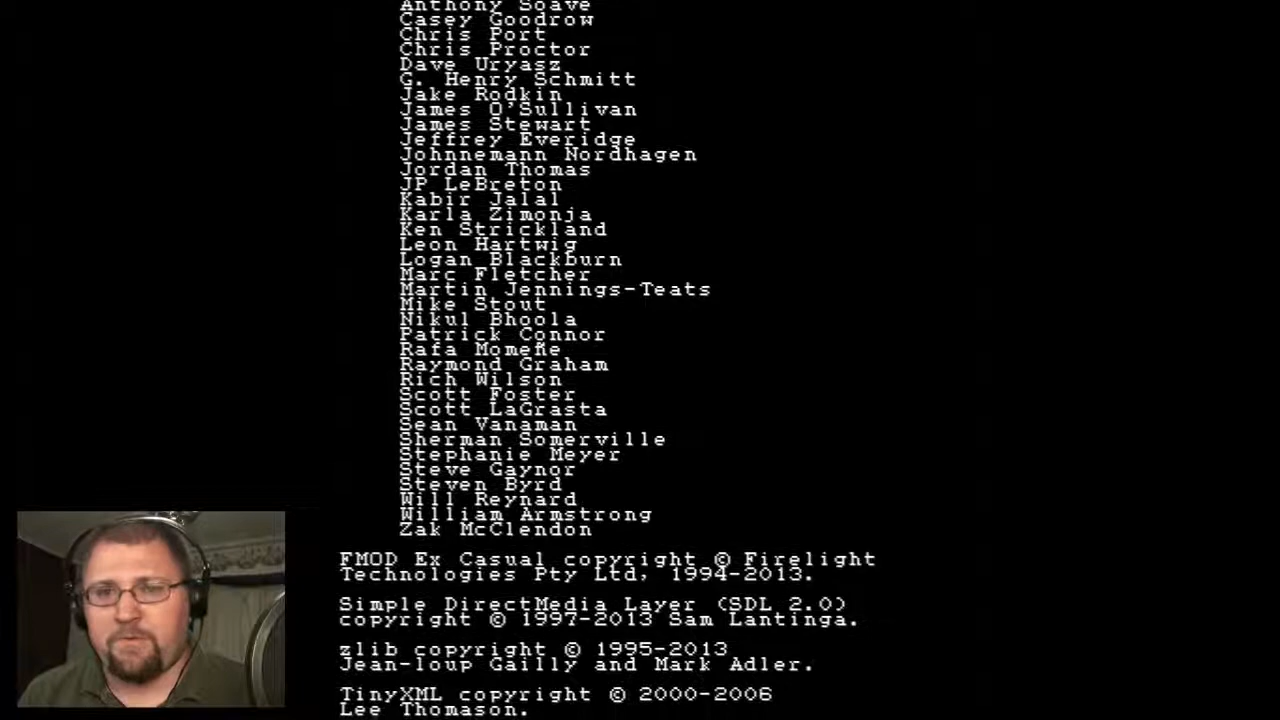 Anthony Soave
Casey Goodrow
Chris Port
Chris Proctor
Dave Uryasz
G. Henry Schmitt
Jake Rodkin
James O'Sullivan
James Stewart
Jeffrey Everidge
Johnnemann Nordhagen
Jordan Thomas
JP LeBreton
Kabir Jalal
Karla Zimonja
Ken Strickland
Leon Hartwig
Logan Blackburn
Marc Fletcher
Martin Jennings-Teats
Mike Stout
Nikul Bhoola
Patrick Connor
Rafa Momeñe
Raymond Graham
Rich Wilson
Scott Foster
Scott LaGrasta
Sean Vanaman
Sherman Somerville
Stephanie Meyer
Steve Gaynor
Steven Byrd
Will Reynard
William Armstrong
Zak McClendon
FMOD Ex Casual copyright © Firelight
Technologies Pty Ltd, 1994-2013.
Simple DirectMedia Layer (SDL 2.0)
copyright © 1997-2013 Sam Lantinga.
zlib copyright © 1995-2013
Jean-loup Gailly and Mark Adler.
TinyXML copyright © 2000-2006
Lee Thomason.